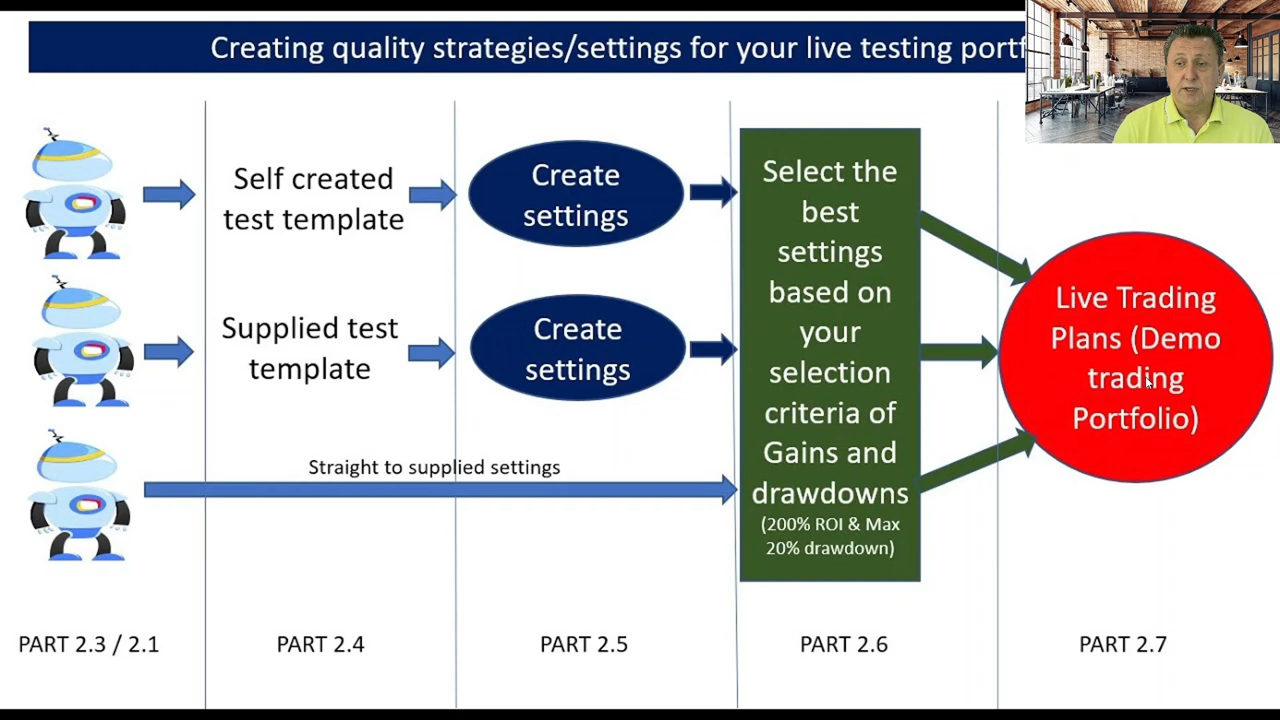 Creating quality strategies/settings for your live testing
Self created
test template
Create
settings
Supplied test
template
Create
settings
Straight to supplied settings
Select the
best
settings
based on
your
selection
criteria of
Gains and
drawdowns
(200% ROI & Max
20% drawdown)
Live Trading
Plans (Demo
trading
Portfolio)
PART 2.3 / 2.1
PART 2.4
PART 2.5
PART 2.6
PART 2.7